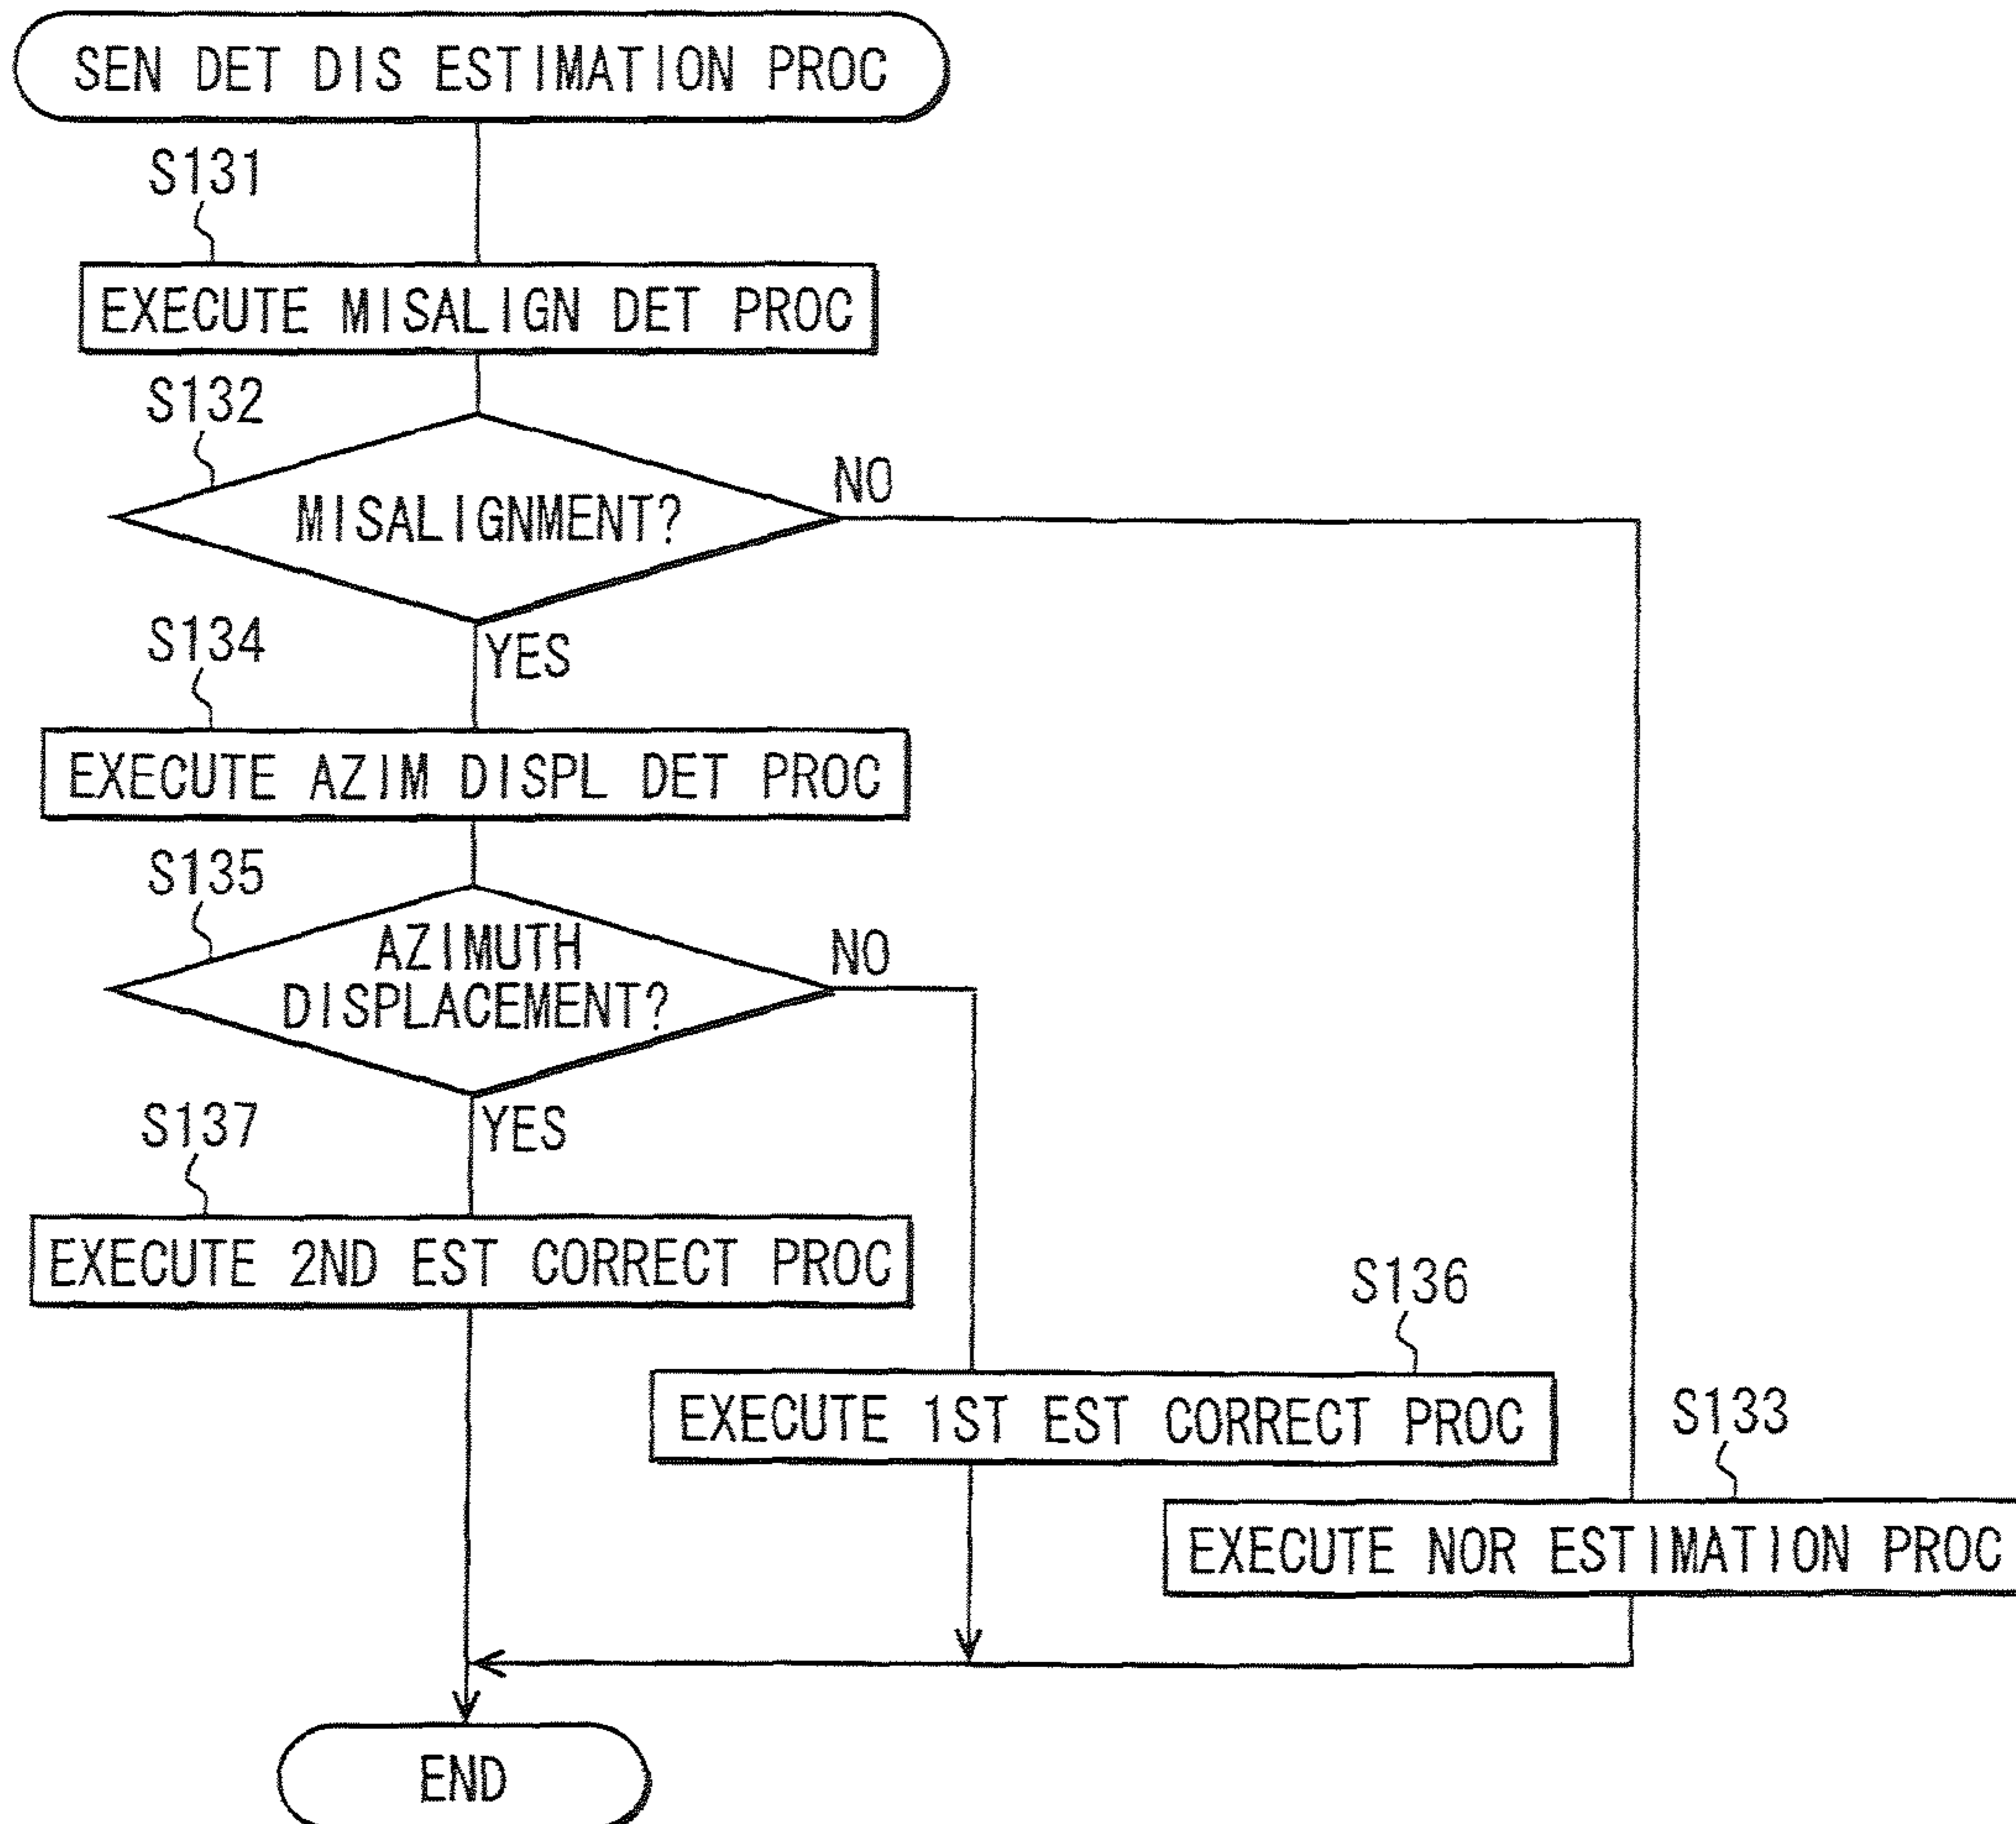 SEN DET DIS ESTIMATION PROC
S131
EXECUTE MISALIGN DET PROC
S132
MISALIGNMENT?
NO
YES
S134
EXECUTE AZIM DISPL DET PROC
S135
AZIMUTH
DISPLACEMENT?
NO
YES
S137
EXECUTE 2ND EST CORRECT PROC
S136
EXECUTE 1ST EST CORRECT PROC
S133
EXECUTE NOR ESTIMATION PROC
END